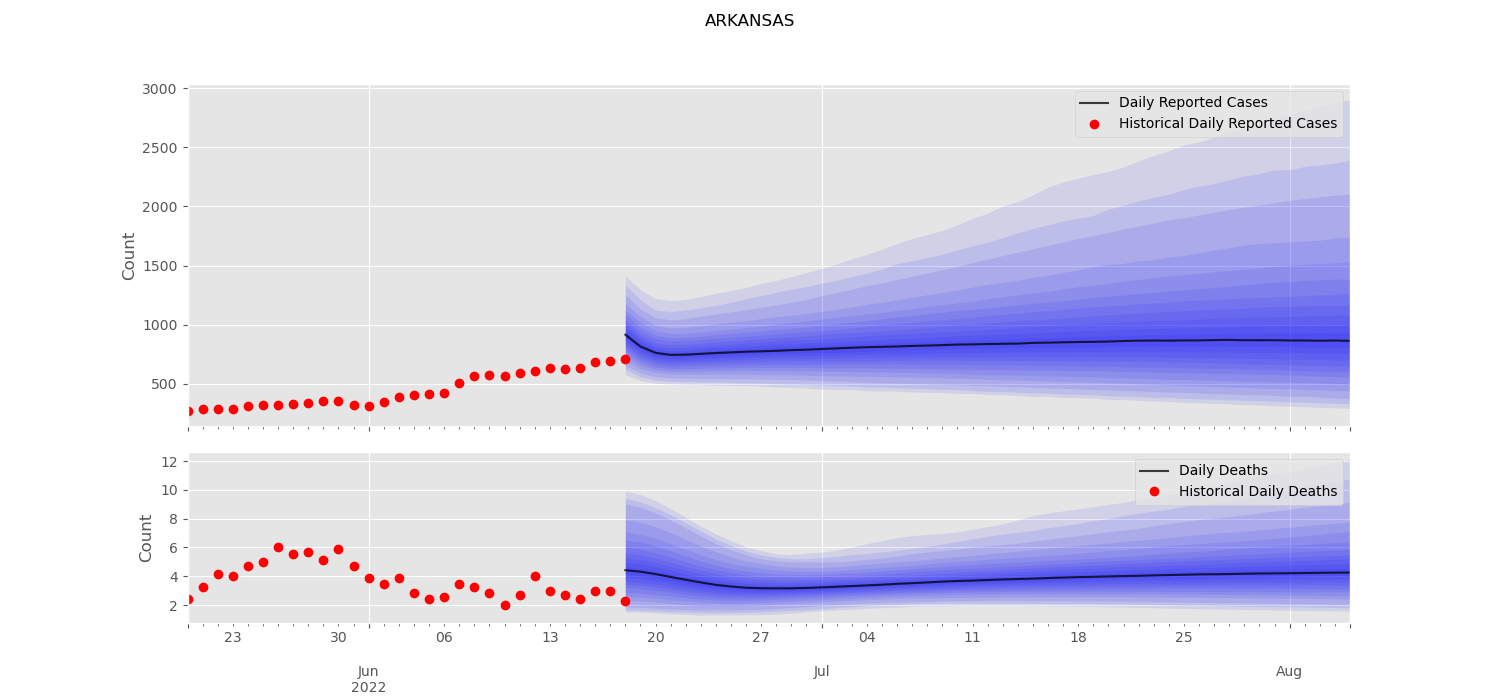 ARKANSAS
3000
2500
2000
1500
1000
500
Count
Daily Reported Cases
Historical Daily Reported Cases
12
10
8
6
4
2
Count
Daily Deaths
Historical Daily Deaths
23 30 06 13 20 27 04 11 18 25
Jun Jul Aug
2022